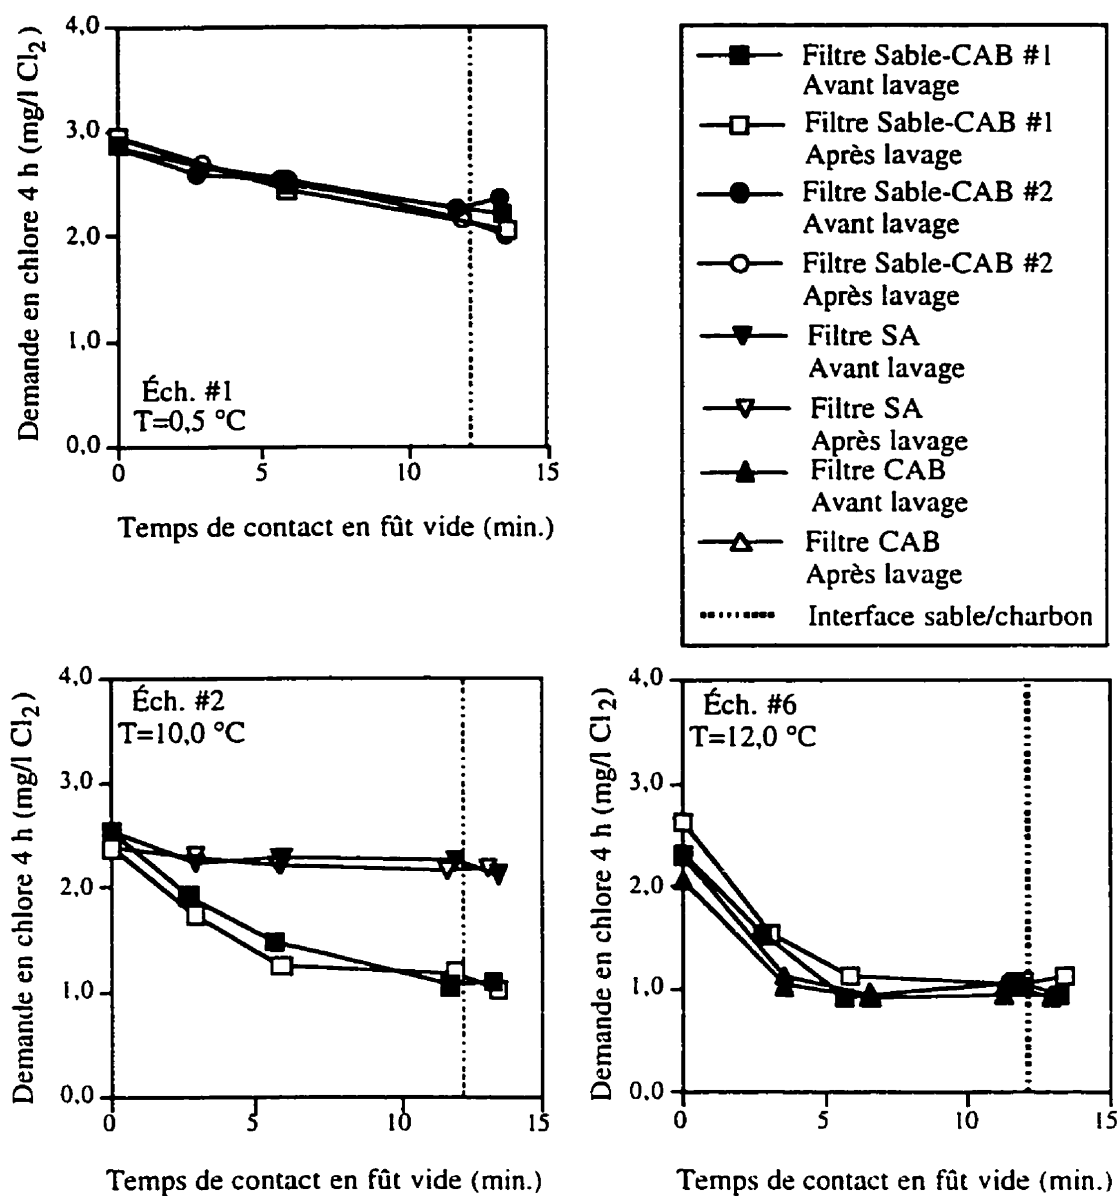 Demande en chlore 4 h (mg/l Cl2)
4,0
3,0
2,0
1,0
0,0
Éch. #1
T=0,5 °C
0
5
10
15
Temps de contact en fût vide (min.)
Filtre Sable-CAB #1
Avant lavage
Filtre Sable-CAB #1
Après lavage
Filtre Sable-CAB #2
Avant lavage
Filtre Sable-CAB #2
Après lavage
Filtre SA
Avant lavage
Filtre SA
Après lavage
Filtre CAB
Avant lavage
Filtre CAB
Après lavage
Interface sable/charbon
Demande en chlore 4 h (mg/l Cl2)
4,0
3,0
2,0
1,0
0,0
Éch. #2
T=10,0 °C
0
5
10
15
Temps de contact en fût vide (min.)
Demande en chlore 4 h (mg/l Cl2)
4,0
3,0
2,0
1,0
0,0
Éch. #6
T=12,0 °C
0
5
10
15
Temps de contact en fût vide (min.)